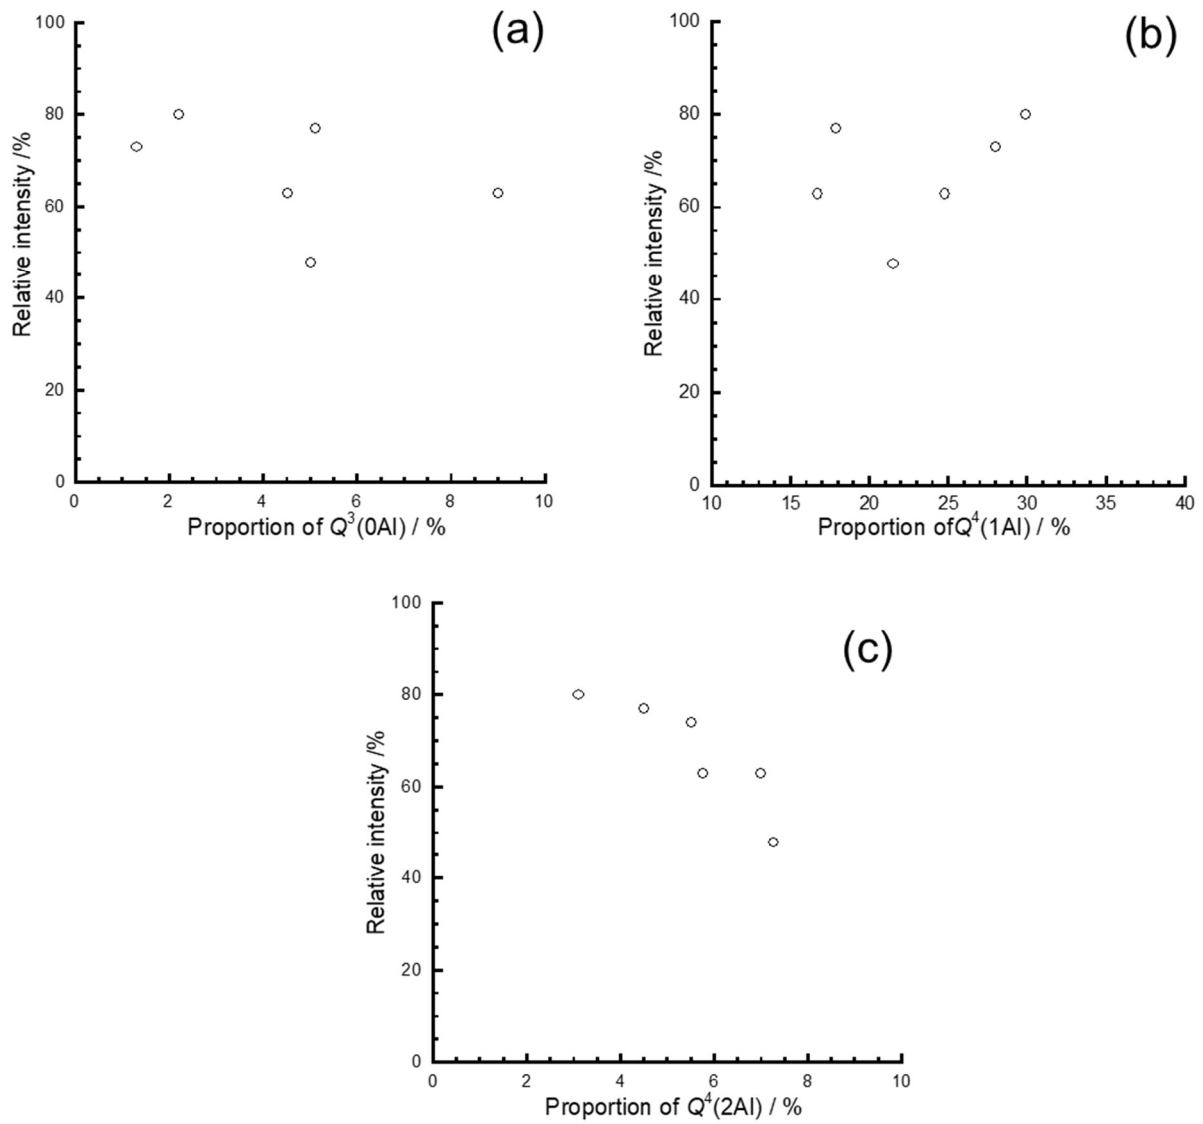 (a)
100
80
60
40
20
0
Relative intensity /%
0 2 4 6 8 10
Proportion of Q³(0Al) / %
(b)
100
80
60
40
20
0
Relative intensity /%
10 15 20 25 30 35 40
Proportion ofQ⁴(1Al) / %
(c)
100
80
60
40
20
0
Relative intensity /%
0 2 4 6 8 10
Proportion of Q⁴(2Al) / %